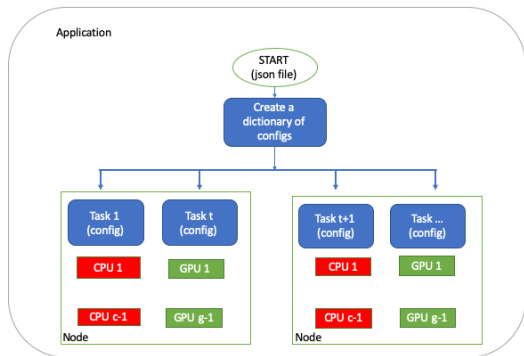 Application
START
(json file)
Create a
dictionary of
configs
Task 1
(config)
Task t
(config)
CPU 1
GPU 1
CPU c-1
GPU g-1
Node
Task t+1
(config)
Task ...
(config)
CPU 1
GPU 1
CPU c-1
GPU g-1
Node